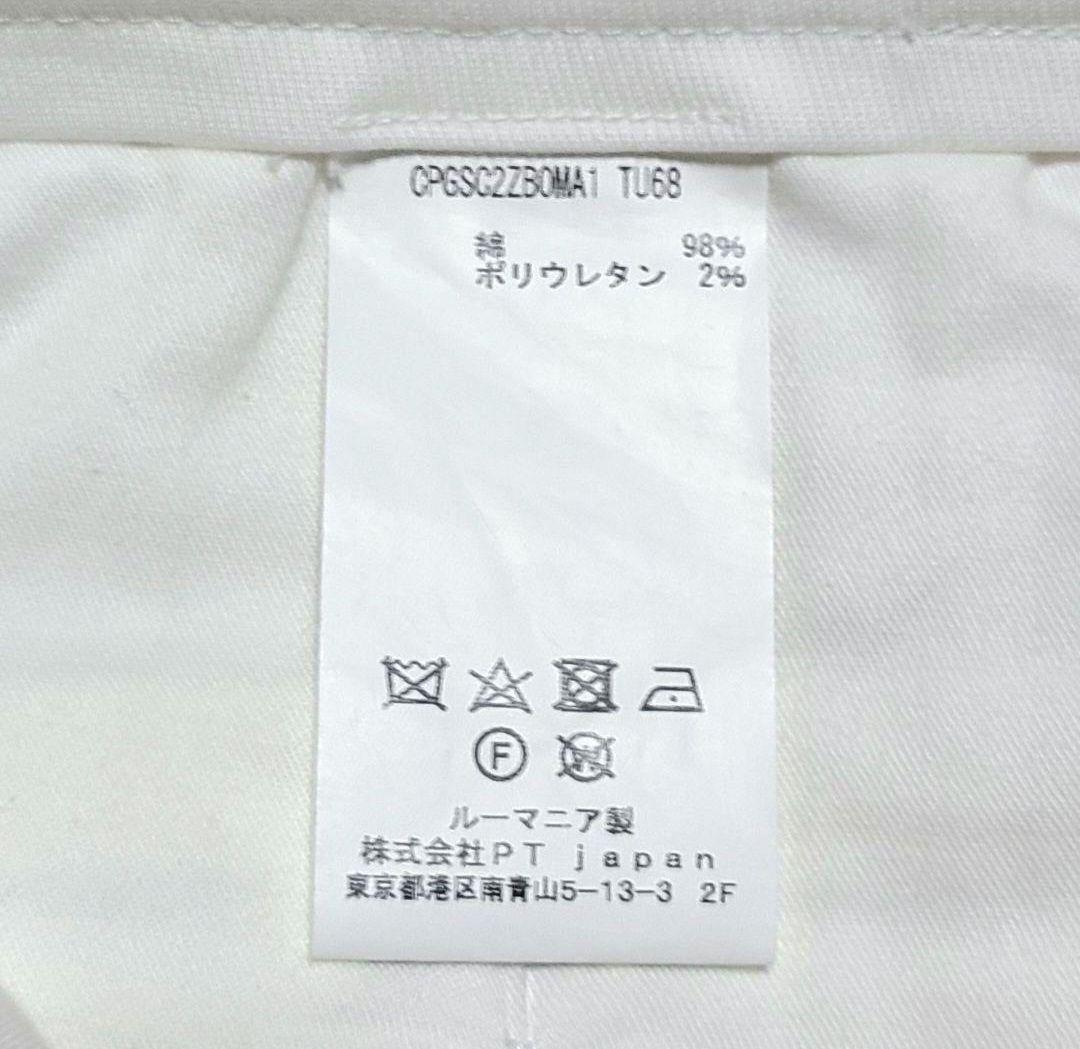 CPGSC2ZB0MA1 TU68
綿 98%
ポリウレタン 2%
F
ルーマニア製
株式会社PT japan
東京都港区南青山5-13-3 2F